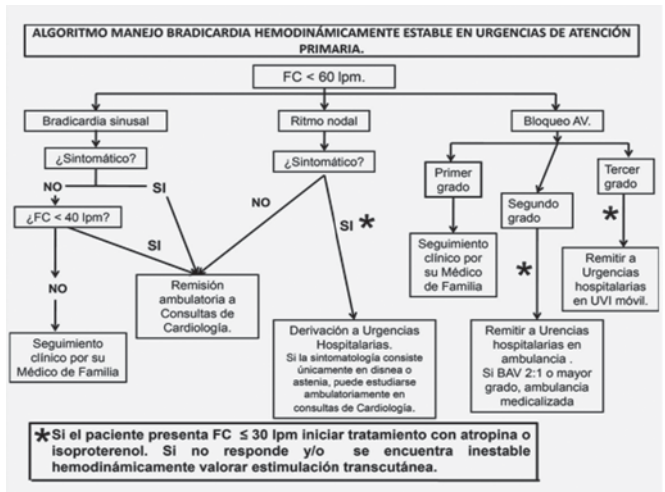 ALGORITMO MANEJO BRADICARDIA HEMODINÁMICAMENTE ESTABLE EN URGENCIAS DE ATENCIÓN
PRIMARIA.
FC < 60 lpm.
Bradicardia sinusal
Ritmo nodal
Bloqueo AV.
¿Sintomático?
¿Sintomático?
Primer
grado
Segundo
grado
Tercer
grado
NO
SI
¿FC < 40 lpm?
SI
NO
NO
SI *
*
*
Remisión
ambulatoria a
Consultas de
Cardiología.
Seguimiento
clínico por
su Médico
de Familia
Remitir a
Urgencias
hospitalarias
en UVI móvil.
Seguimiento
clínico por su
Médico de Familia
Derivación a Urgencias
Hospitalarias.
Si la sintomatología consiste
únicamente en disnea o
astenia, puede estudiarse
ambulatoriamente en
consultas de Cardiología.
Remitir a Urencias
hospitalarias en
ambulancia .
Si BAV 2:1 o mayor
grado, ambulancia
medicalizada
*Si el paciente presenta FC ≤ 30 lpm iniciar tratamiento con atropina o
isoproterenol. Si no responde y/o se encuentra inestable
hemodinámicamente valorar estimulación transcutánea.